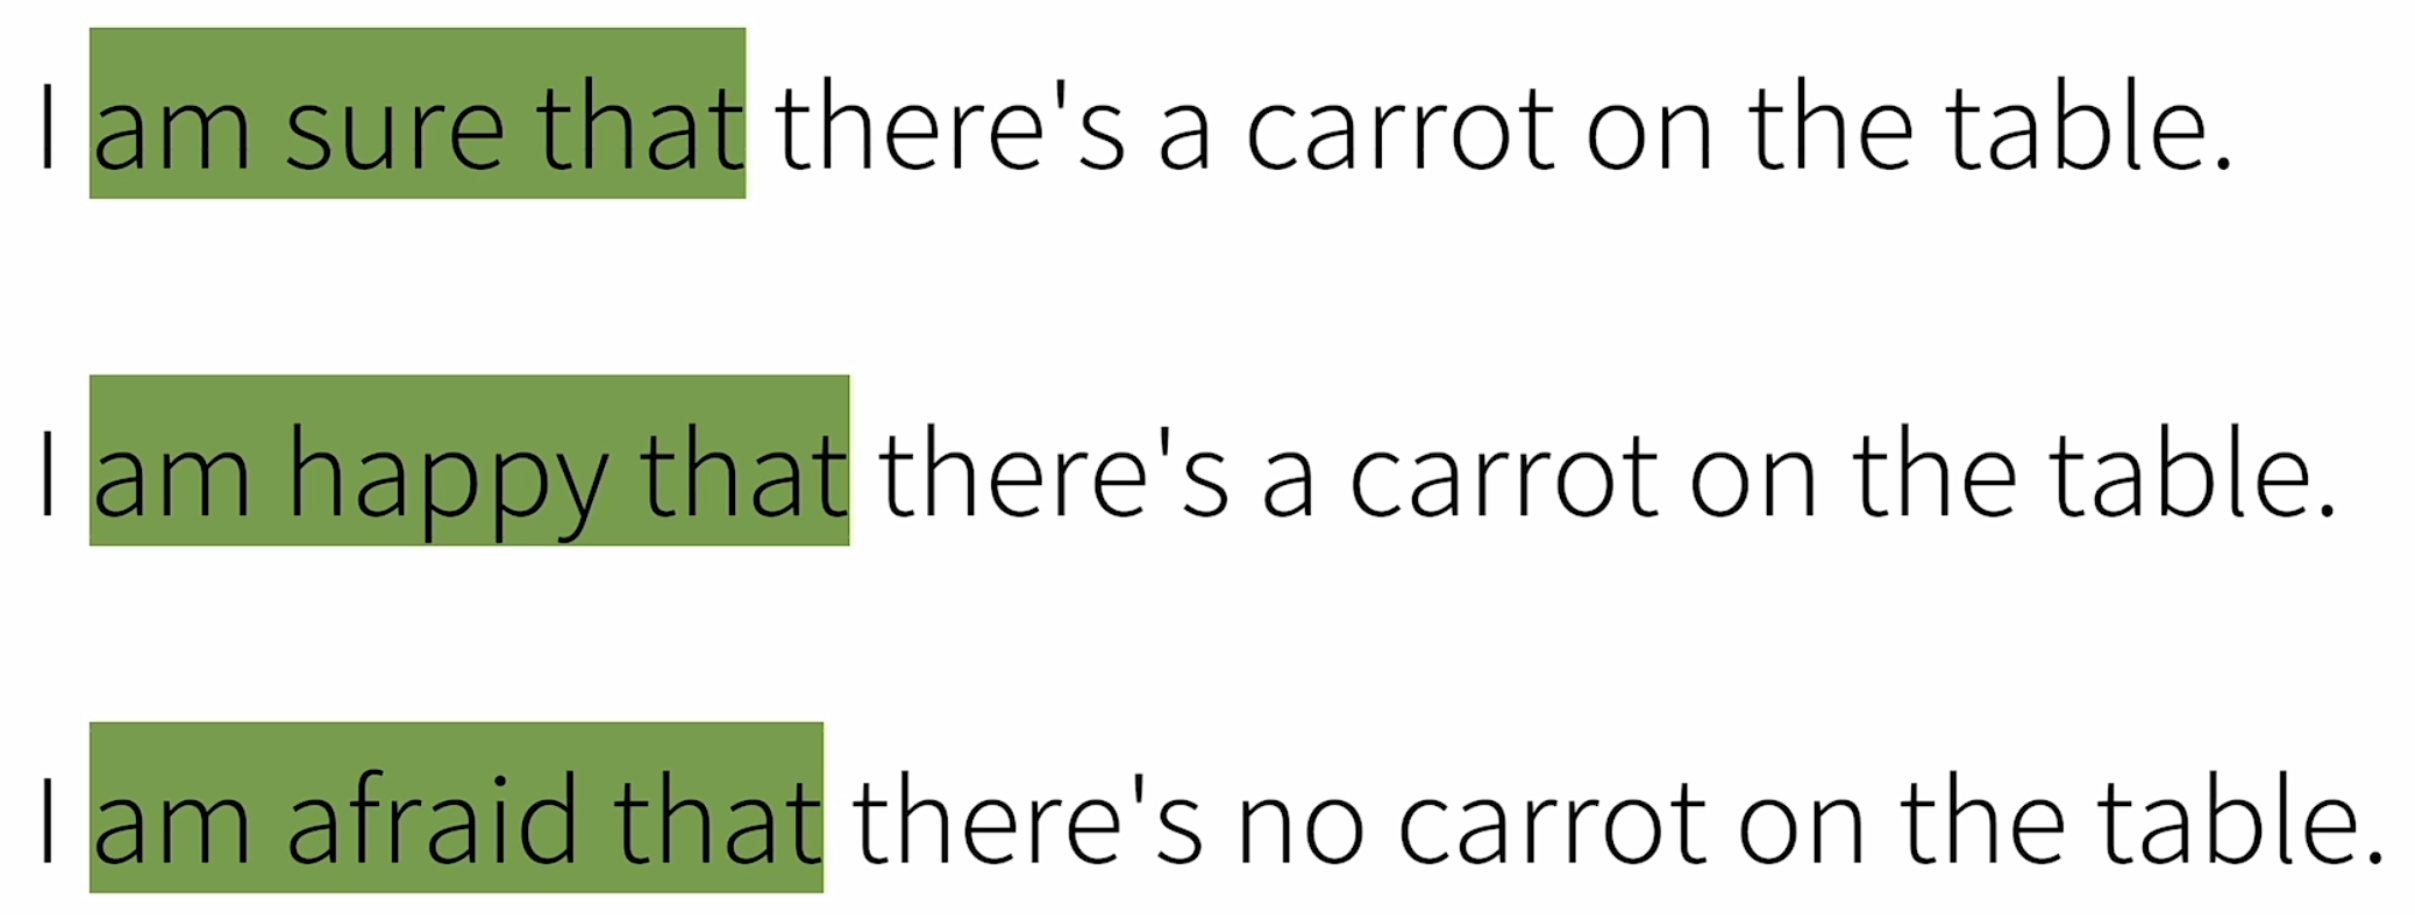 I am sure that there's a carrot on the table.
I am happy that there's a carrot on the table.
I am afraid that there's no carrot on the table.